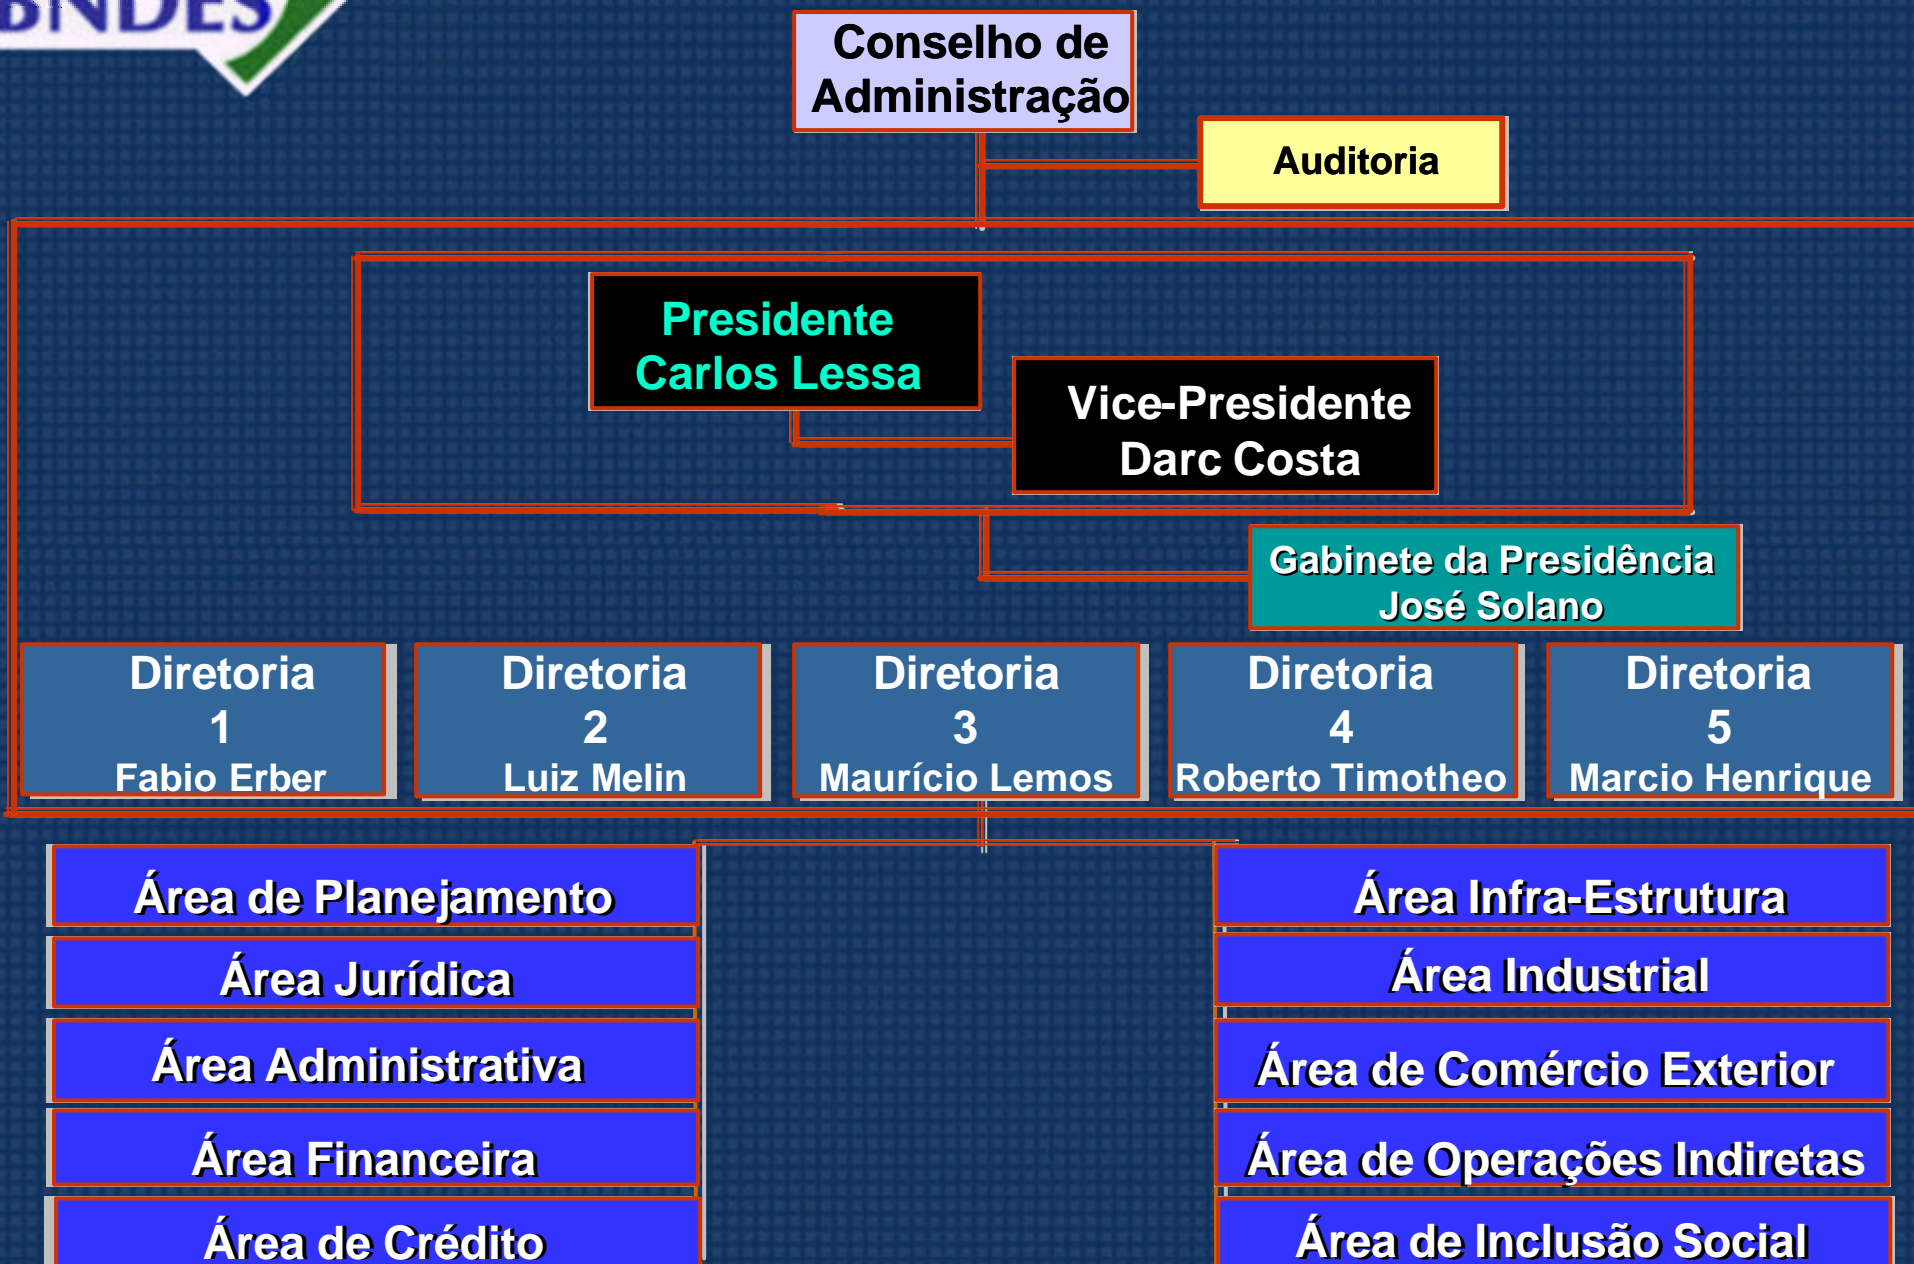 BNDES
Conselho de
Administração
Auditoria
Presidente
Carlos Lessa
Vice-Presidente
Darc Costa
Gabinete da Presidência
José Solano
Diretoria
1
Fabio Erber
Diretoria
2
Luiz Melin
Diretoria
3
Maurício Lemos
Diretoria
4
Roberto Timotheo
Diretoria
5
Marcio Henrique
Área de Planejamento
Área Jurídica
Área Administrativa
Área Financeira
Área de Crédito
Área Infra-Estrutura
Área Industrial
Área de Comércio Exterior
Área de Operações Indiretas
Área de Inclusão Social